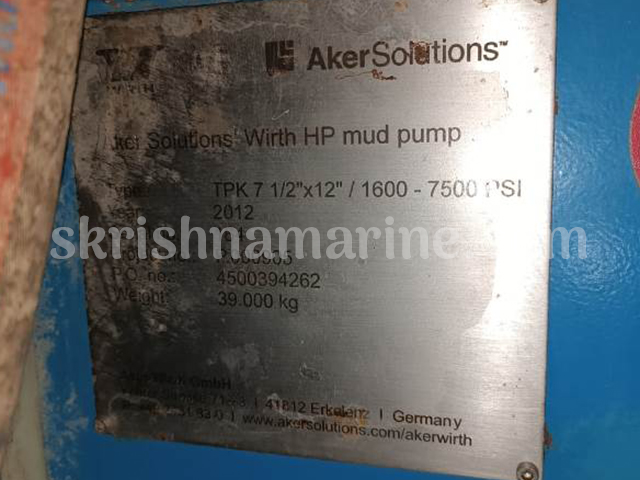 AkerSolutions™
Solutions' Wirth HP mud pump
TPK 7 1/2"x12" / 1600 - 7500 PSI
2012
skrishnamarine
P.O. no.: 4500394262
Weight: 39.000 kg
GmbH
41812 Erkelenz | Germany
www.akersolutions.com/akerwirth